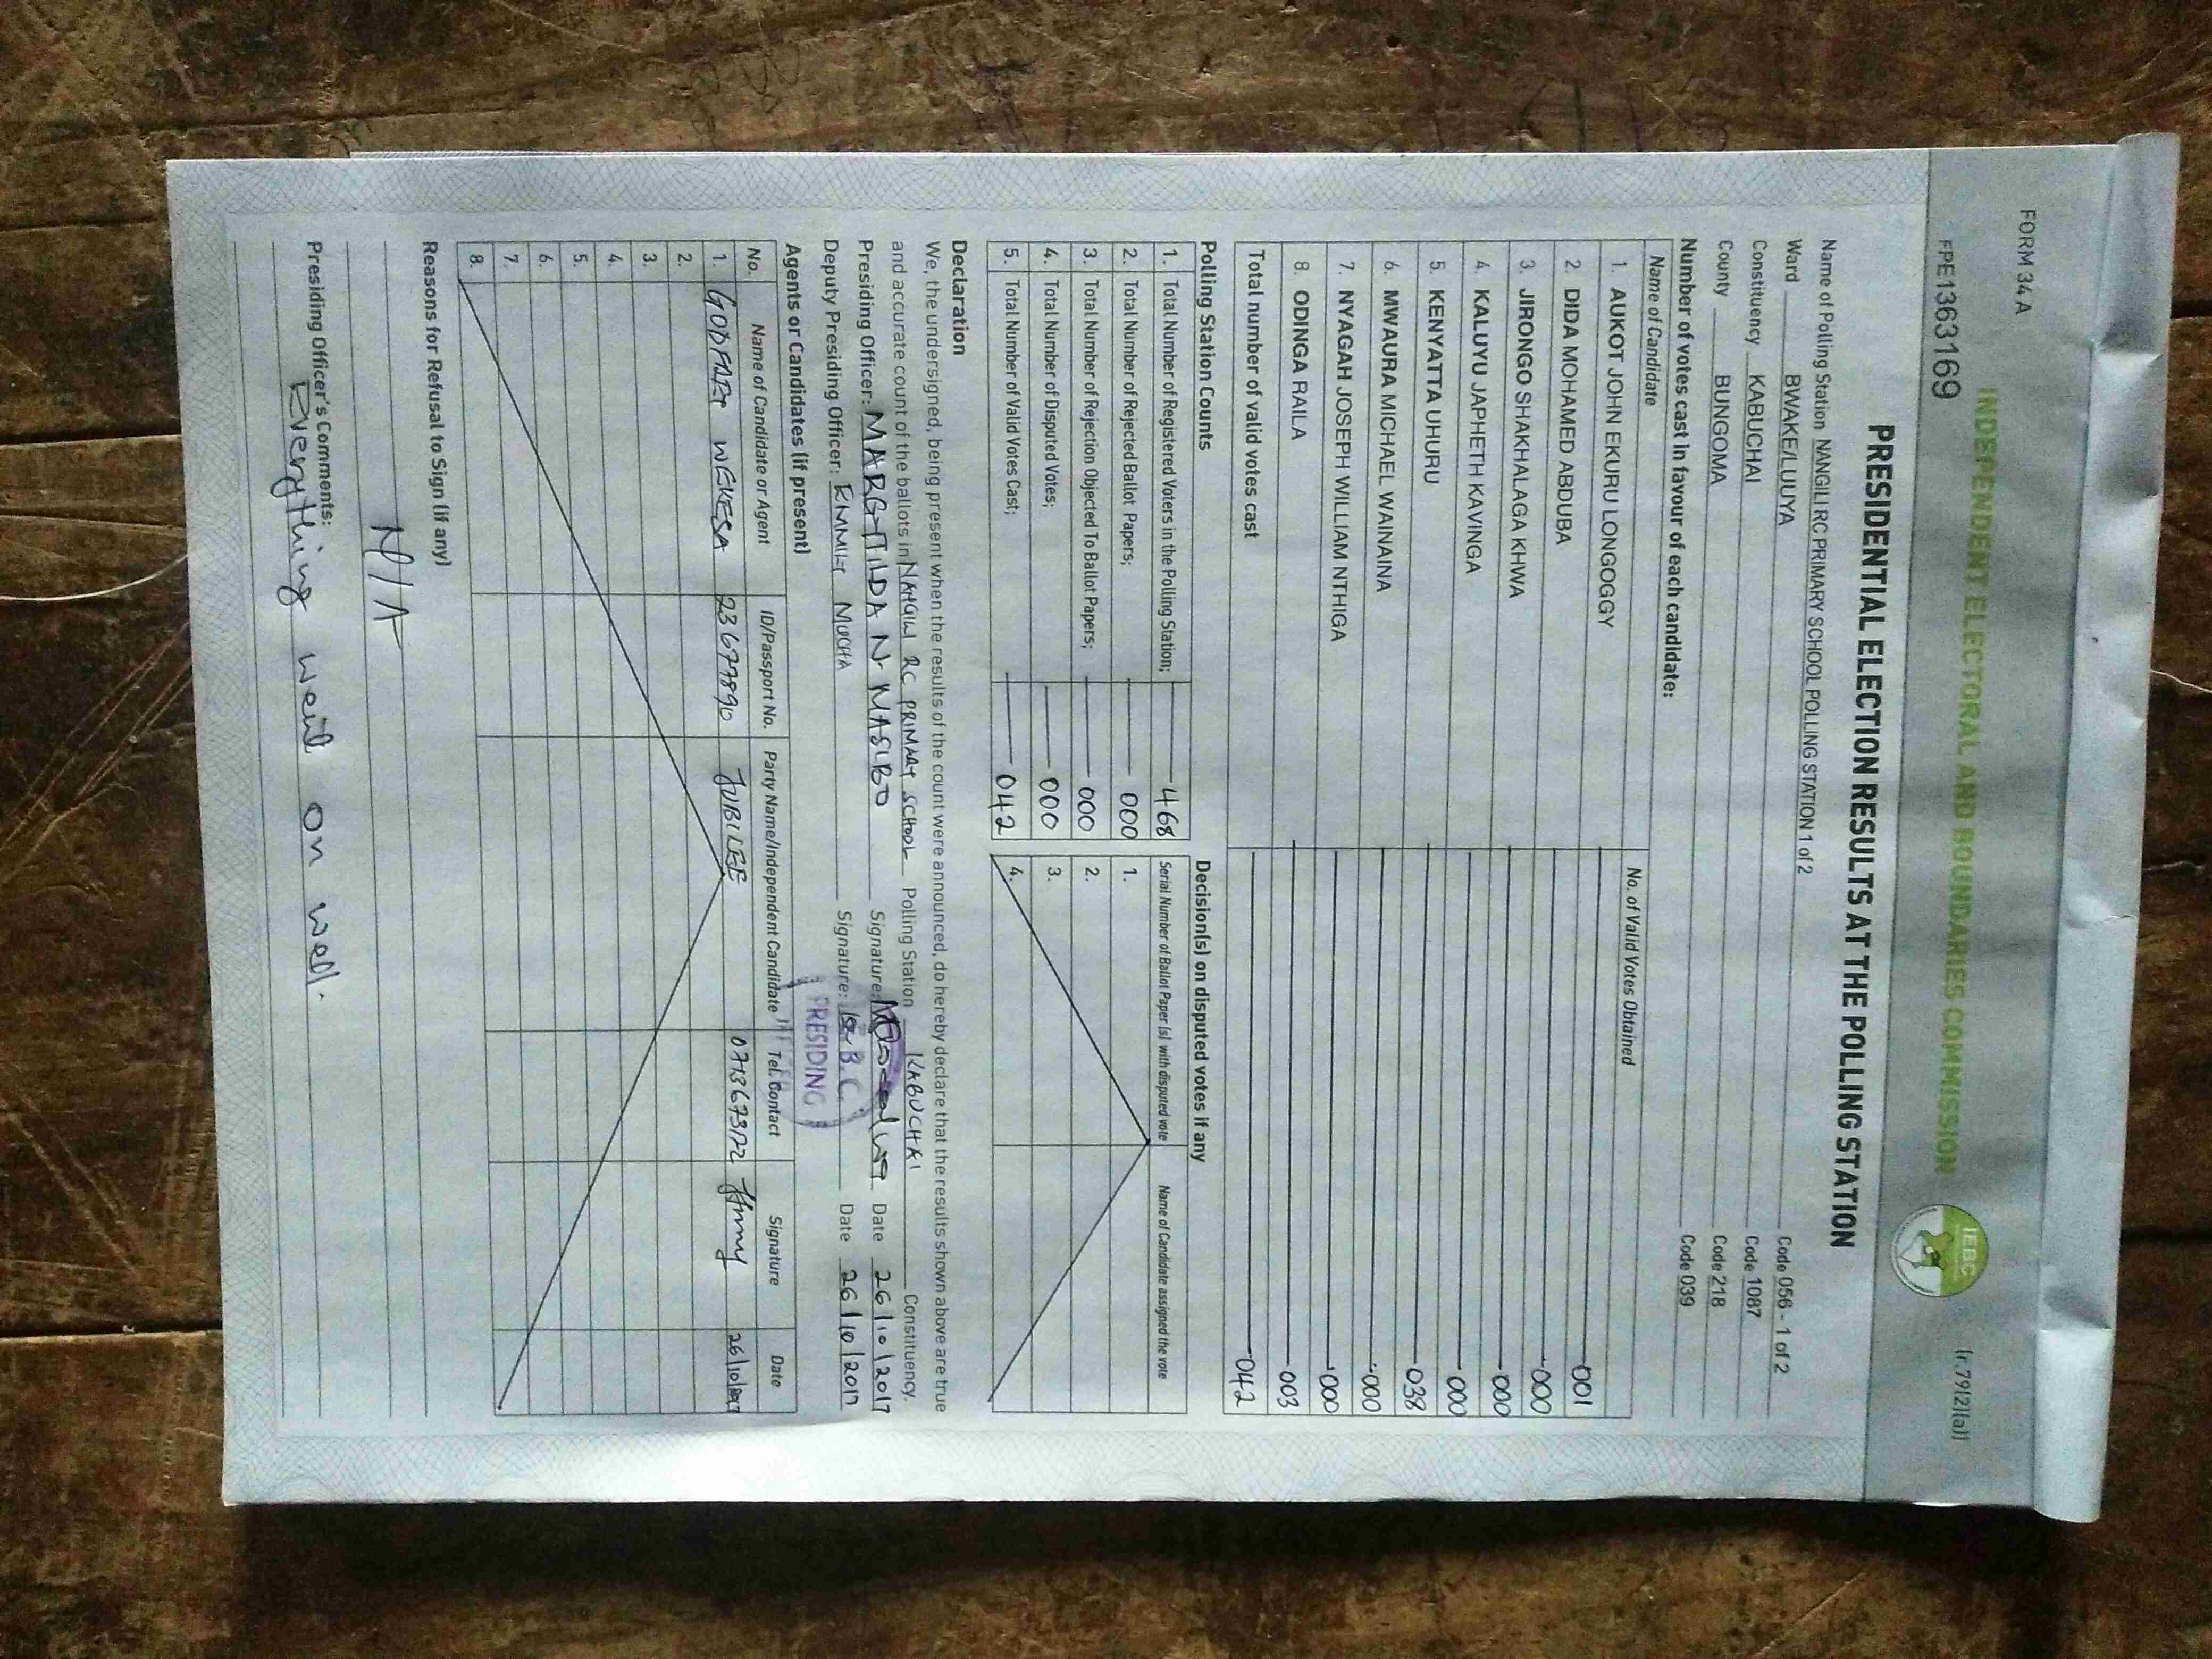 FORM 34 A
(r.79(2)(a))
FPE1363169
INDEPENDENT ELECTORAL AND BOUNDARIES COMMISSION
IEBC
PRESIDENTIAL ELECTION RESULTS AT THE POLLING STATION
Name of Polling Station NANGILI RC PRIMARY SCHOOL POLLING STATION 1 of 2 Code 056 - 1 of 2
Ward BWAKE/LUUYA Code 1087
Constituency KABUCHAI Code 218
County BUNGOMA Code 039
Number of votes cast in favour of each candidate:
Name of Candidate No. of Valid Votes Obtained
1. AUKOT JOHN EKURU LONGOGGY 001
2. DIDA MOHAMED ABDUBA 000
3. JIRONGO SHAKHALAGA KHWA 000
4. KALUYU JAPHETH KAVINGA 000
5. KENYATTA UHURU 038
6. MWAURA MICHAEL WAINAINA 000
7. NYAGAH JOSEPH WILLIAM NTHIGA 000
8. ODINGA RAILA 003
Total number of valid votes cast 042
Polling Station Counts
1. Total Number of Registered Voters in the Polling Station; 468
2. Total Number of Rejected Ballot Papers; 000
3. Total Number of Rejection Objected To Ballot Papers; 000
4. Total Number of Disputed Votes; 000
5 Total Number of Valid Votes Cast; 042
Decision(s) on disputed votes if any
Serial Number of Ballot Paper (s) with disputed vote Name of Candidate assigned the vote
1.
2.
3.
4.
Declaration
We, the undersigned, being present when the results of the count were announced, do hereby declare that the results shown above are true
and accurate count of the ballots in NANGILI RC PRIMARY SCHOOL Polling Station KABUCHAI Constituency.
Presiding Officer: N MASIBO Signature: Date 26/10/2017
Deputy Presiding Officer: Signature: Date 26/10/2017
I.E.B.C
PRESIDING
Agents or Candidates (if present)
No. Name of Candidate or Agent ID/Passport No. Party Name/Independent Candidate Tel. Contact Signature Date
1. WEKESA 23677890 JUBILEE 0713673122 26/10/2017
2.
3.
4.
5.
6.
7.
8.
Reasons for Refusal to Sign (if any)
N/A
Presiding Officer's Comments:
Everything went on well.